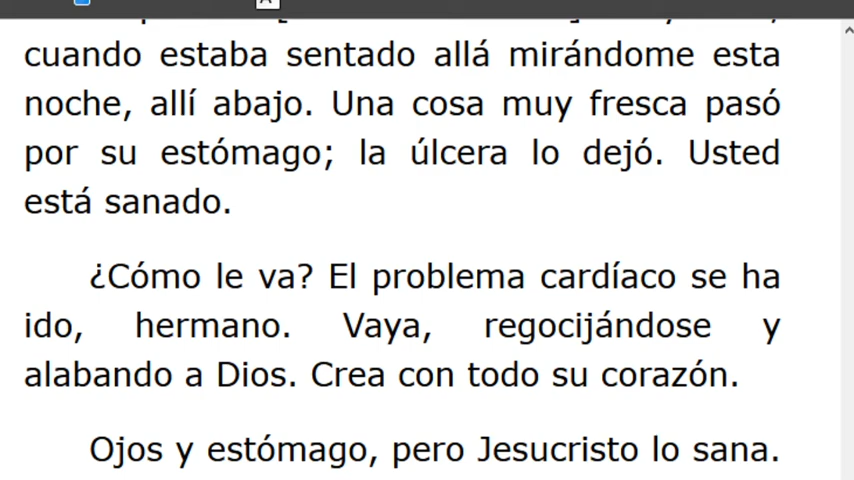 cuando estaba sentado allá mirándome esta
noche, allí abajo. Una cosa muy fresca pasó
por su estómago; la úlcera lo dejó. Usted
está sanado.
¿Cómo le va? El problema cardíaco se ha
ido, hermano. Vaya, regocijándose y
alabando a Dios. Crea con todo su corazón.
Ojos y estómago, pero Jesucristo lo sana.